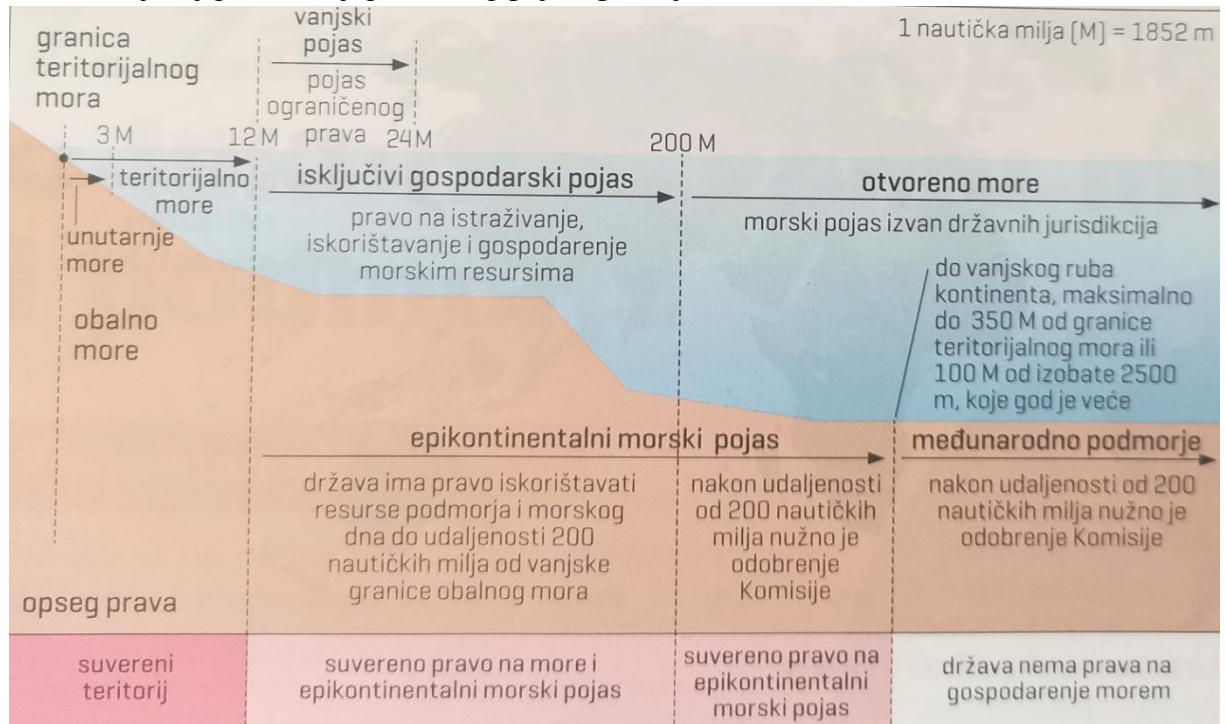 vanjski
pojas
1 nautička milja (M) = 1852 m
granica
teritorijalnog
mora
pojas
ograničenog
prava
3 M
12 M
24 M
200 M
teritorijalno
more
isključivi gospodarski pojas
otvoreno more
unutarnje
more
pravo na istraživanje,
iskorištavanje i gospodarenje
morskim resursima
morski pojas izvan državnih jurisdikcija
obalno
more
do vanjskog ruba
kontinenta, maksimalno
do 350 M od granice
teritorijalnog mora ili
100 M od izobate 2500
m, koje god je veće
epikontinentalni morski pojas
međunarodno podmorje
država ima pravo iskorištavati
resurse podmorja i morskog
dna do udaljenosti 200
nautičkih milja od vanjske
granice obalnog mora
nakon udaljenosti
od 200 nautičkih
milja nužno je
odobrenje
Komisije
nakon udaljenosti od 200
nautičkih milja nužno je
odobrenje Komisije
opseg prava
suvereni
teritorij
suvereno pravo na more i
epikontinentalni morski pojas
suvereno pravo na
epikontinentalni
morski pojas
država nema prava na
gospodarenje morem